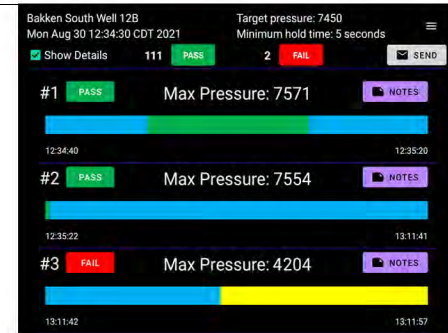 Bakken South Well 12B
Mon Aug 30 12:34:30 CDT 2021
Target pressure: 7450
Minimum hold time: 5 seconds
Show Details 111 PASS 2 FAIL SEND
#1 PASS Max Pressure: 7571 NOTES
12:34:40 12:35:20
#2 PASS Max Pressure: 7554 NOTES
12:35:22 13:11:41
#3 FAIL Max Pressure: 4204 NOTES
13:11:42 13:11:57